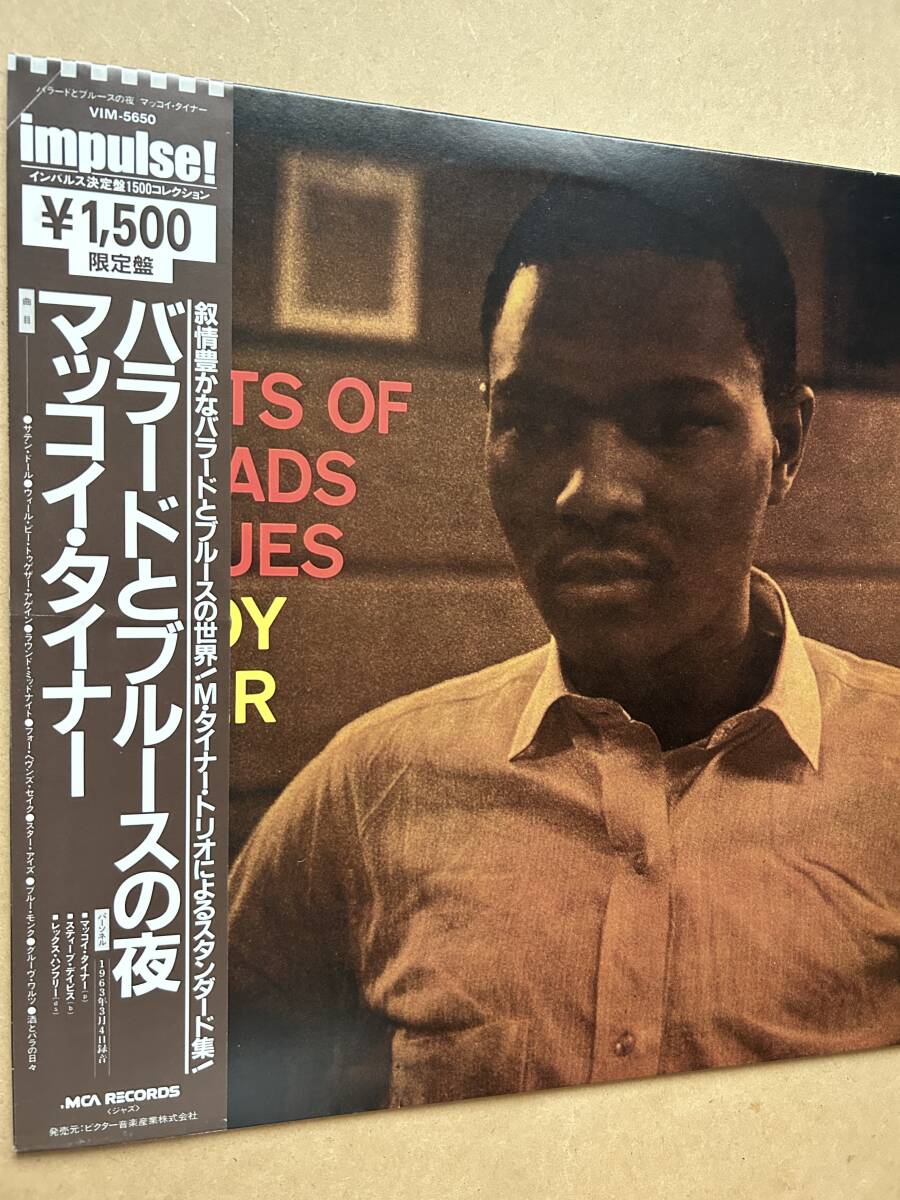 バラードとブルースの夜 マッコイ・タイナー
VIM-5650
impulse!
インパルス決定盤1500コレクション
¥1,500
限定盤
叙情豊かなバラードとブルースの世界!M・タイナー・トリオによるスタンダード集!
バラードとブルースの夜
マッコイ・タイナー
曲目
●サテン・ドール●ウィール・ビー・トゥゲザー・アゲイン●ラウンド・ミッドナイト●フォー・ヘヴンズ・セイク●スター・アイズ●ブルー・モンク●グルーヴ・ワルツ●酒とバラの日々
パーソネル
1963年3月4日録音
■マッコイ・タイナー(p)
■スティーブ・デイビス(b)
■レックス・ハンフリー(ds)
.MCA RECORDS
〈ジャズ〉
発売元:ビクター音楽産業株式会社
TS OF
ADS
UES
DY
R